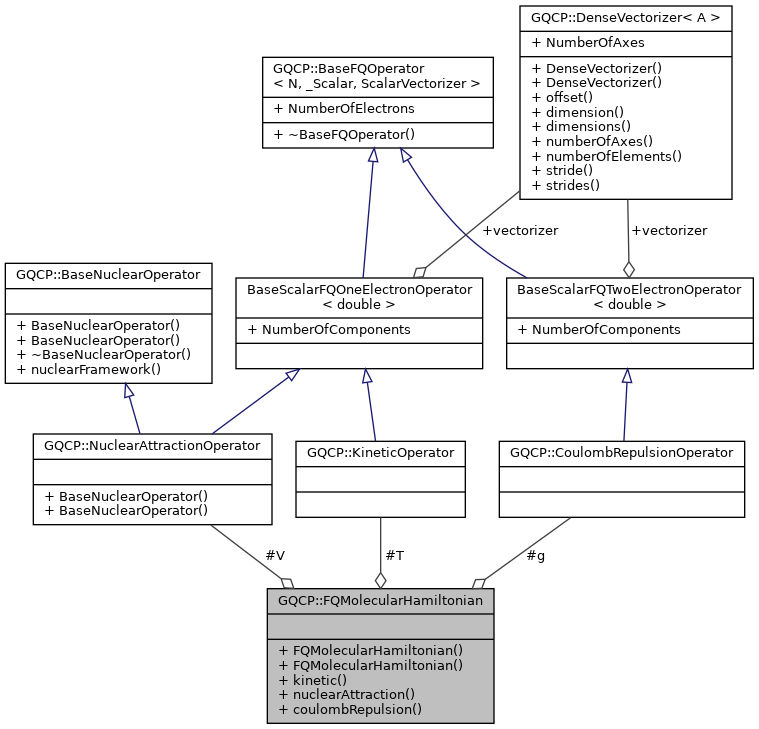 GQCP::DenseVectorizer< A >
+ NumberOfAxes
+ DenseVectorizer()
+ DenseVectorizer()
+ offset()
+ dimension()
+ dimensions()
+ numberOfAxes()
+ numberOfElements()
+ stride()
+ strides()
GQCP::BaseFQOperator
< N, _Scalar, ScalarVectorizer >
+ NumberOfElectrons
+ ~BaseFQOperator()
+vectorizer
+vectorizer
GQCP::BaseNuclearOperator
+ BaseNuclearOperator()
+ BaseNuclearOperator()
+ ~BaseNuclearOperator()
+ nuclearFramework()
BaseScalarFQOneElectronOperator
< double >
+ NumberOfComponents
BaseScalarFQTwoElectronOperator
< double >
+ NumberOfComponents
GQCP::NuclearAttractionOperator
+ BaseNuclearOperator()
+ BaseNuclearOperator()
GQCP::KineticOperator
GQCP::CoulombRepulsionOperator
#V
#T
#g
GQCP::FQMolecularHamiltonian
+ FQMolecularHamiltonian()
+ FQMolecularHamiltonian()
+ kinetic()
+ nuclearAttraction()
+ coulombRepulsion()